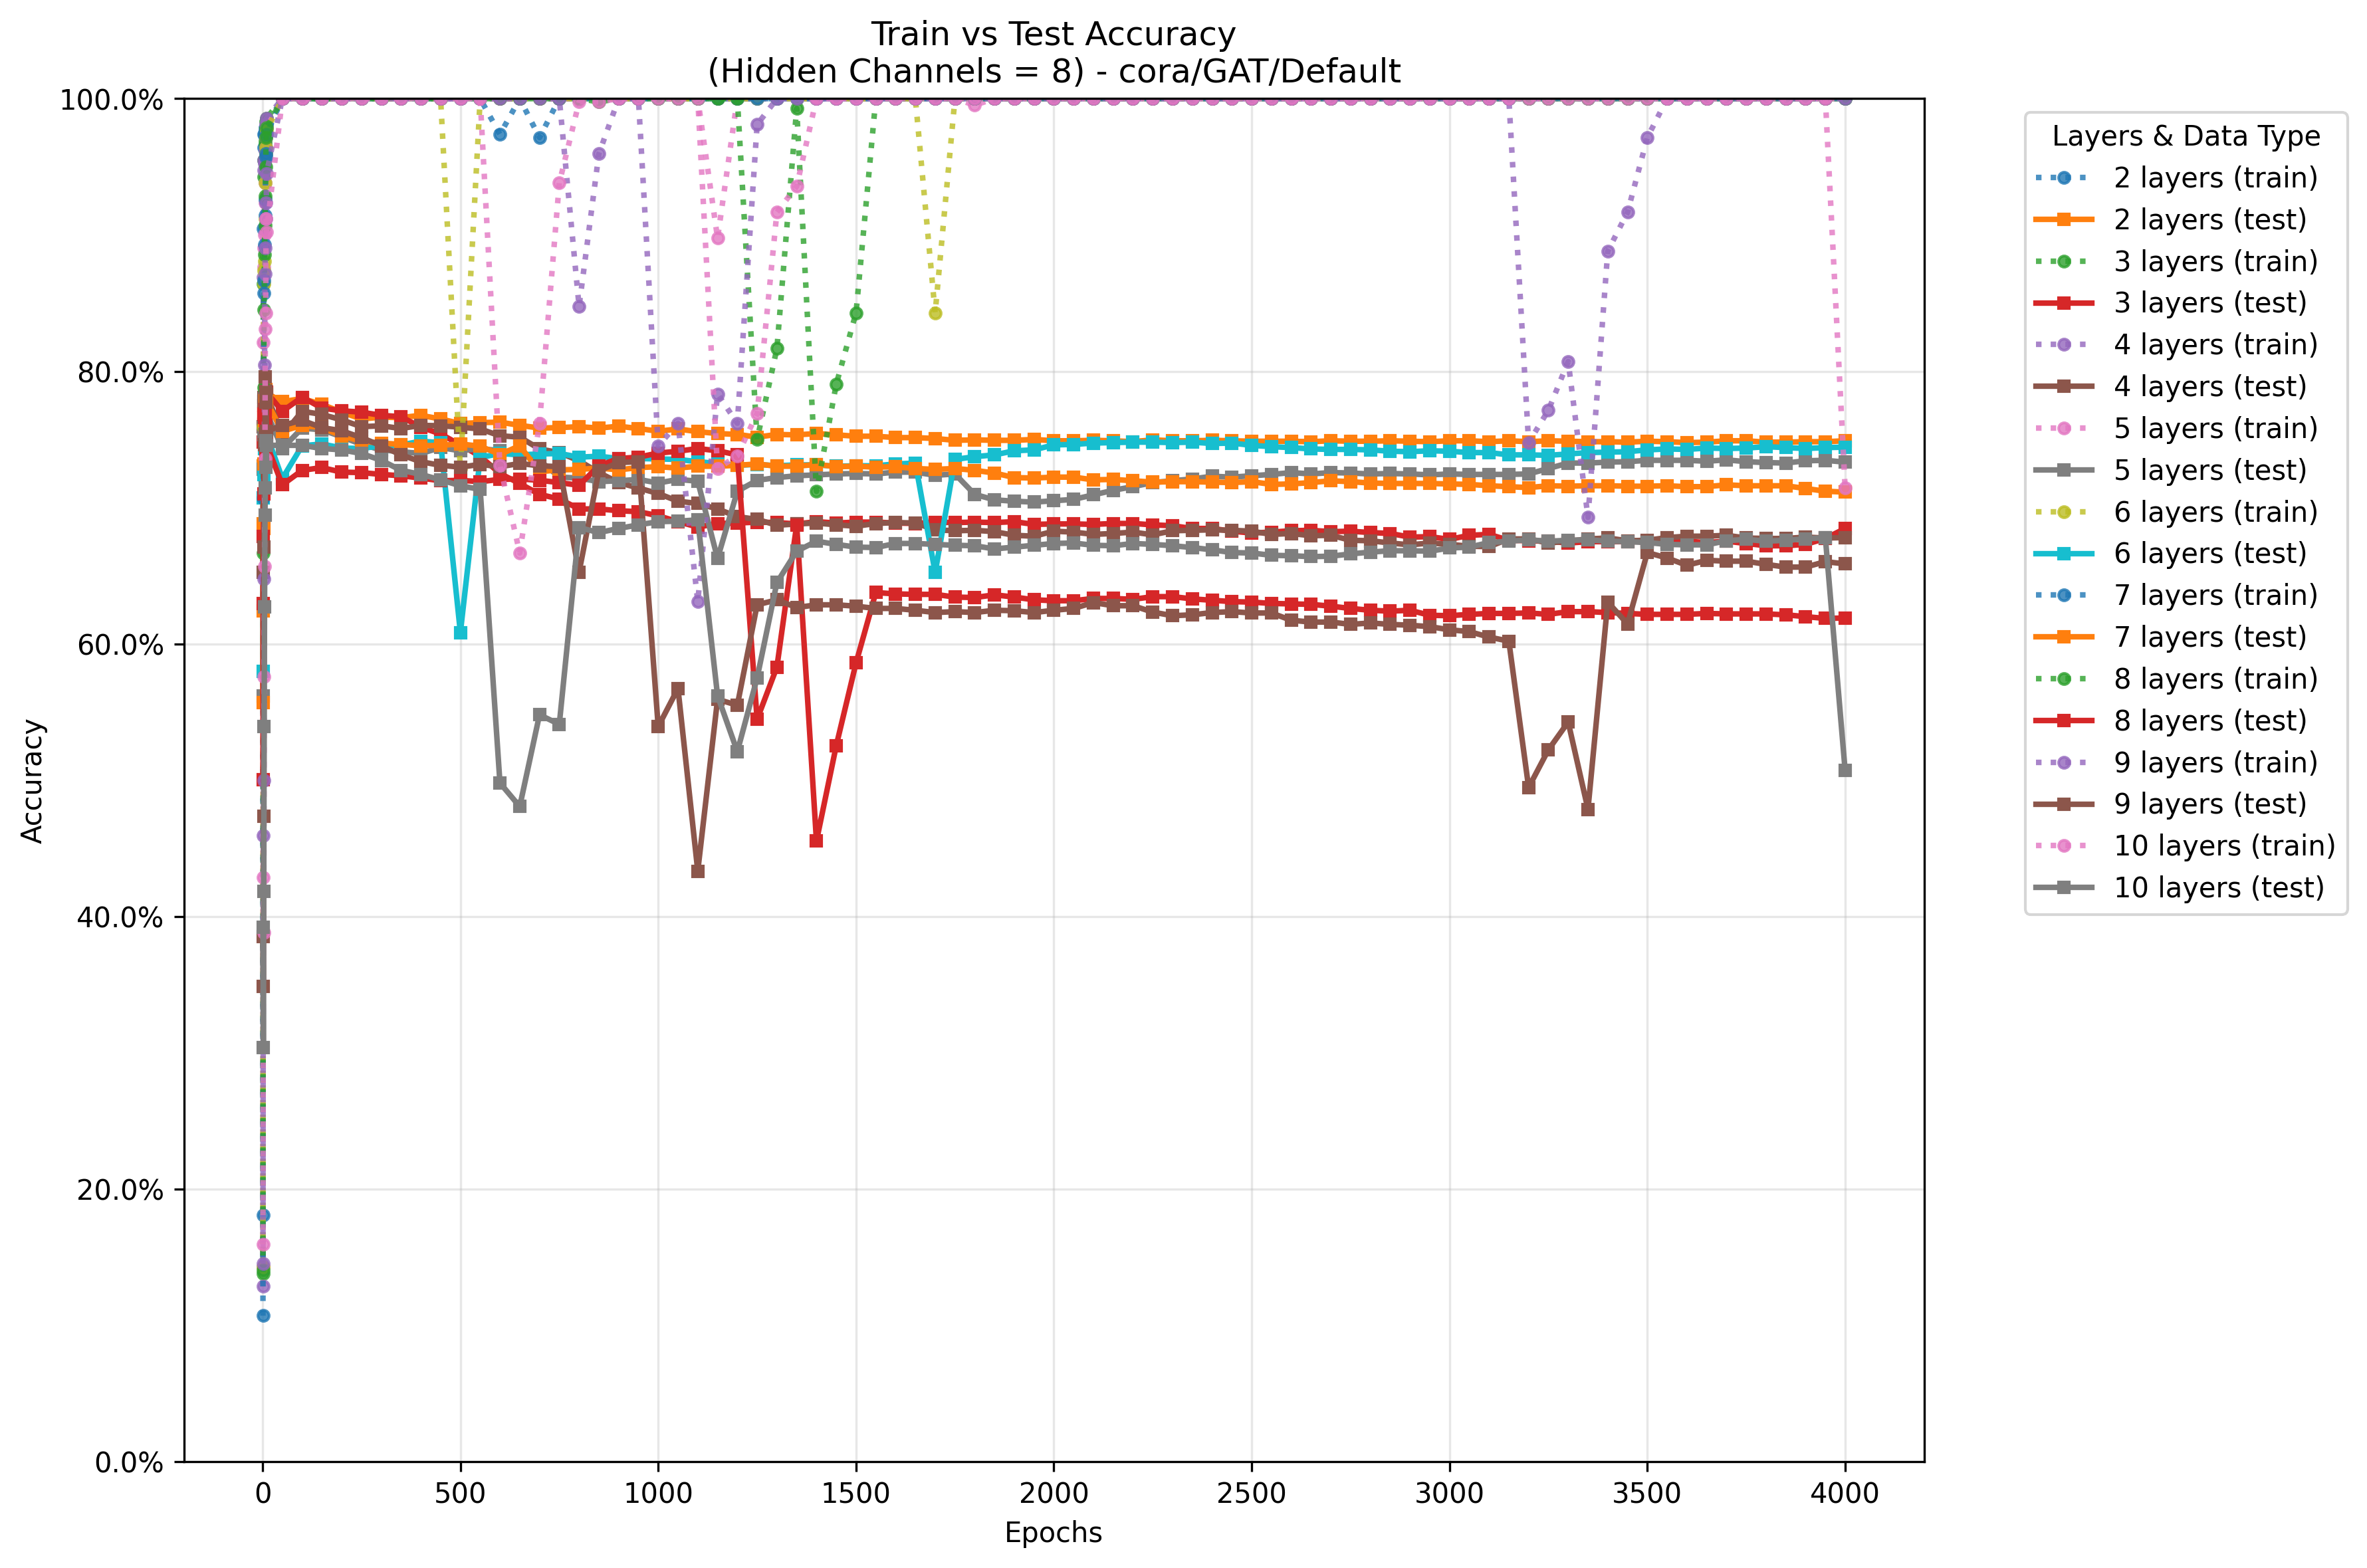 Train vs Test Accuracy
(Hidden Channels = 8) - cora/GAT/Default
100.0%
80.0%
60.0%
40.0%
20.0%
0.0%
Accuracy
0
500
1000
1500
2000
2500
3000
3500
4000
Epochs
Layers & Data Type
2 layers (train)
2 layers (test)
3 layers (train)
3 layers (test)
4 layers (train)
4 layers (test)
5 layers (train)
5 layers (test)
6 layers (train)
6 layers (test)
7 layers (train)
7 layers (test)
8 layers (train)
8 layers (test)
9 layers (train)
9 layers (test)
10 layers (train)
10 layers (test)